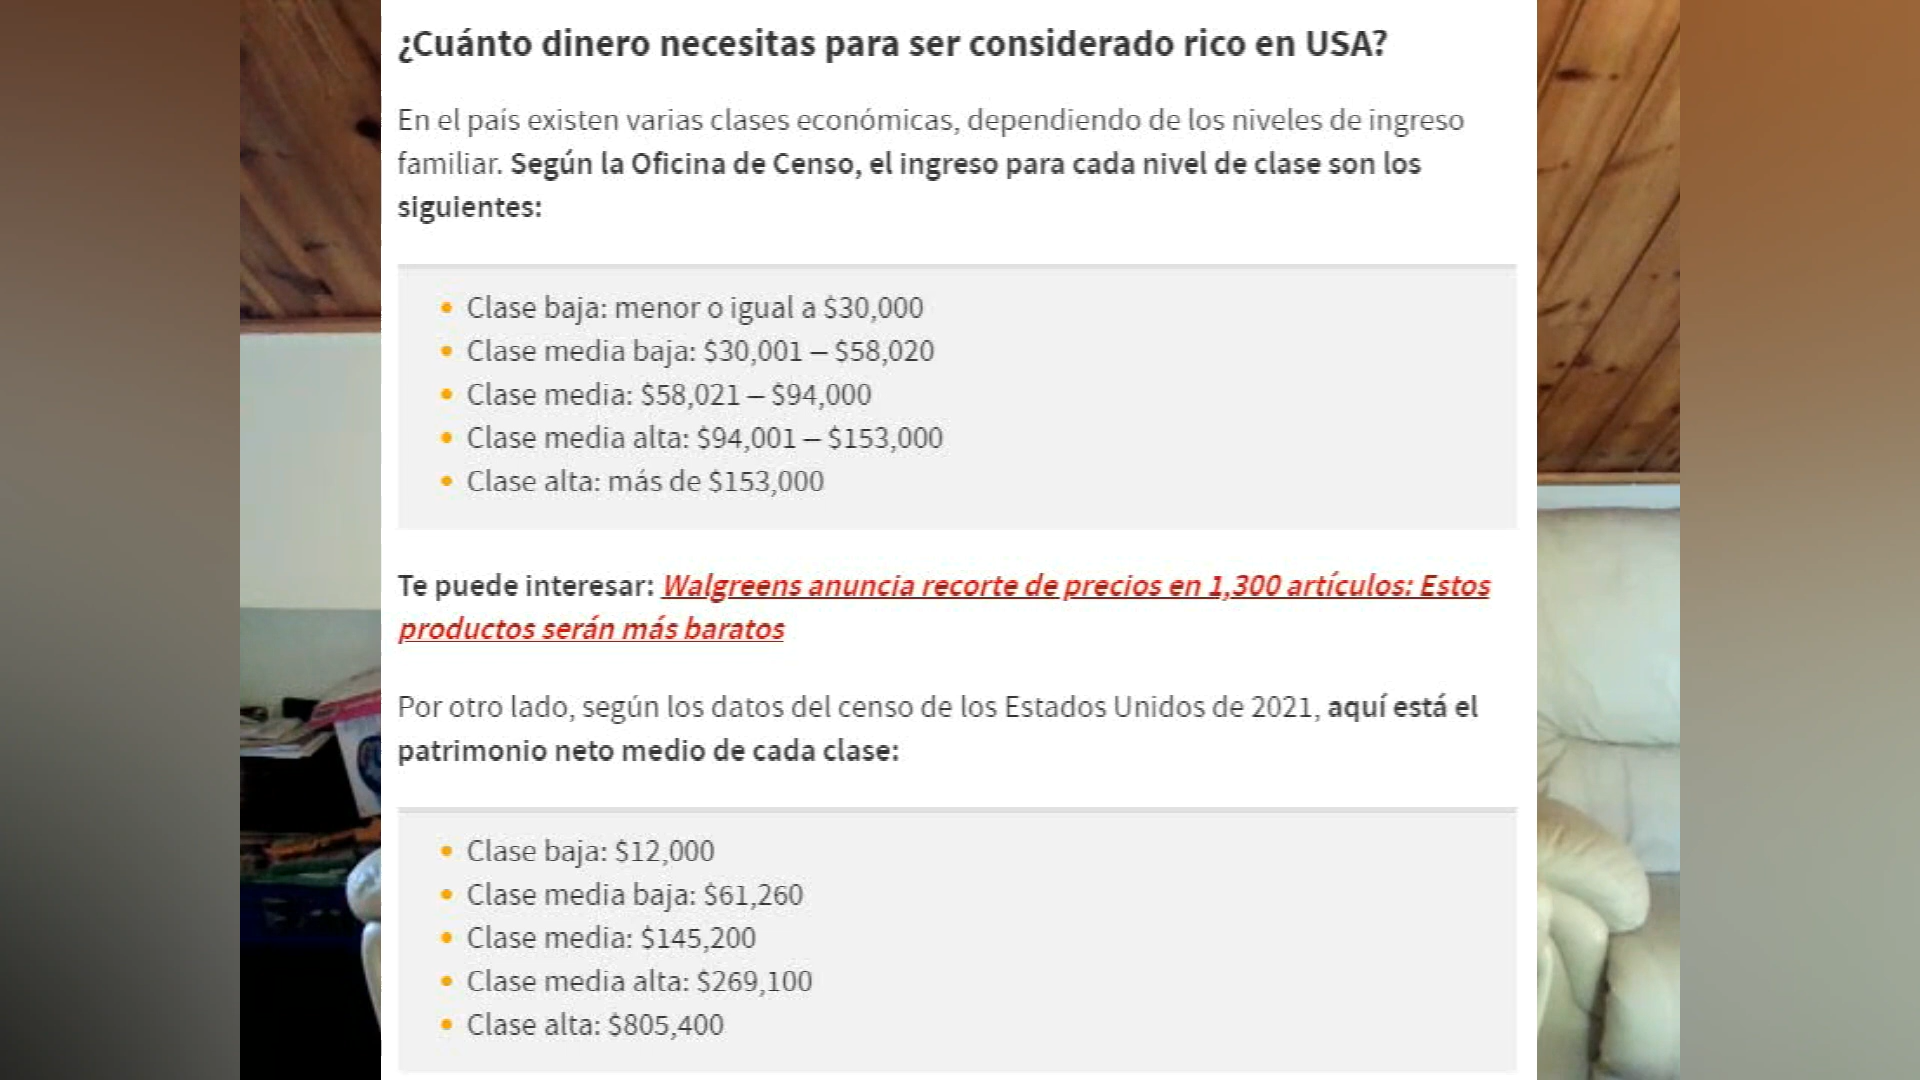 ¿Cuánto dinero necesitas para ser considerado rico en USA?
En el país existen varias clases económicas, dependiendo de los niveles de ingreso
familiar. Según la Oficina de Censo, el ingreso para cada nivel de clase son los
siguientes:
Clase baja: menor o igual a $30,000
Clase media baja: $30,001 – $58,020
Clase media: $58,021 – $94,000
Clase media alta: $94,001 – $153,000
Clase alta: más de $153,000
Te puede interesar: Walgreens anuncia recorte de precios en 1,300 artículos: Estos
productos serán más baratos
Por otro lado, según los datos del censo de los Estados Unidos de 2021, aquí está el
patrimonio neto medio de cada clase:
Clase baja: $12,000
Clase media baja: $61,260
Clase media: $145,200
Clase media alta: $269,100
Clase alta: $805,400